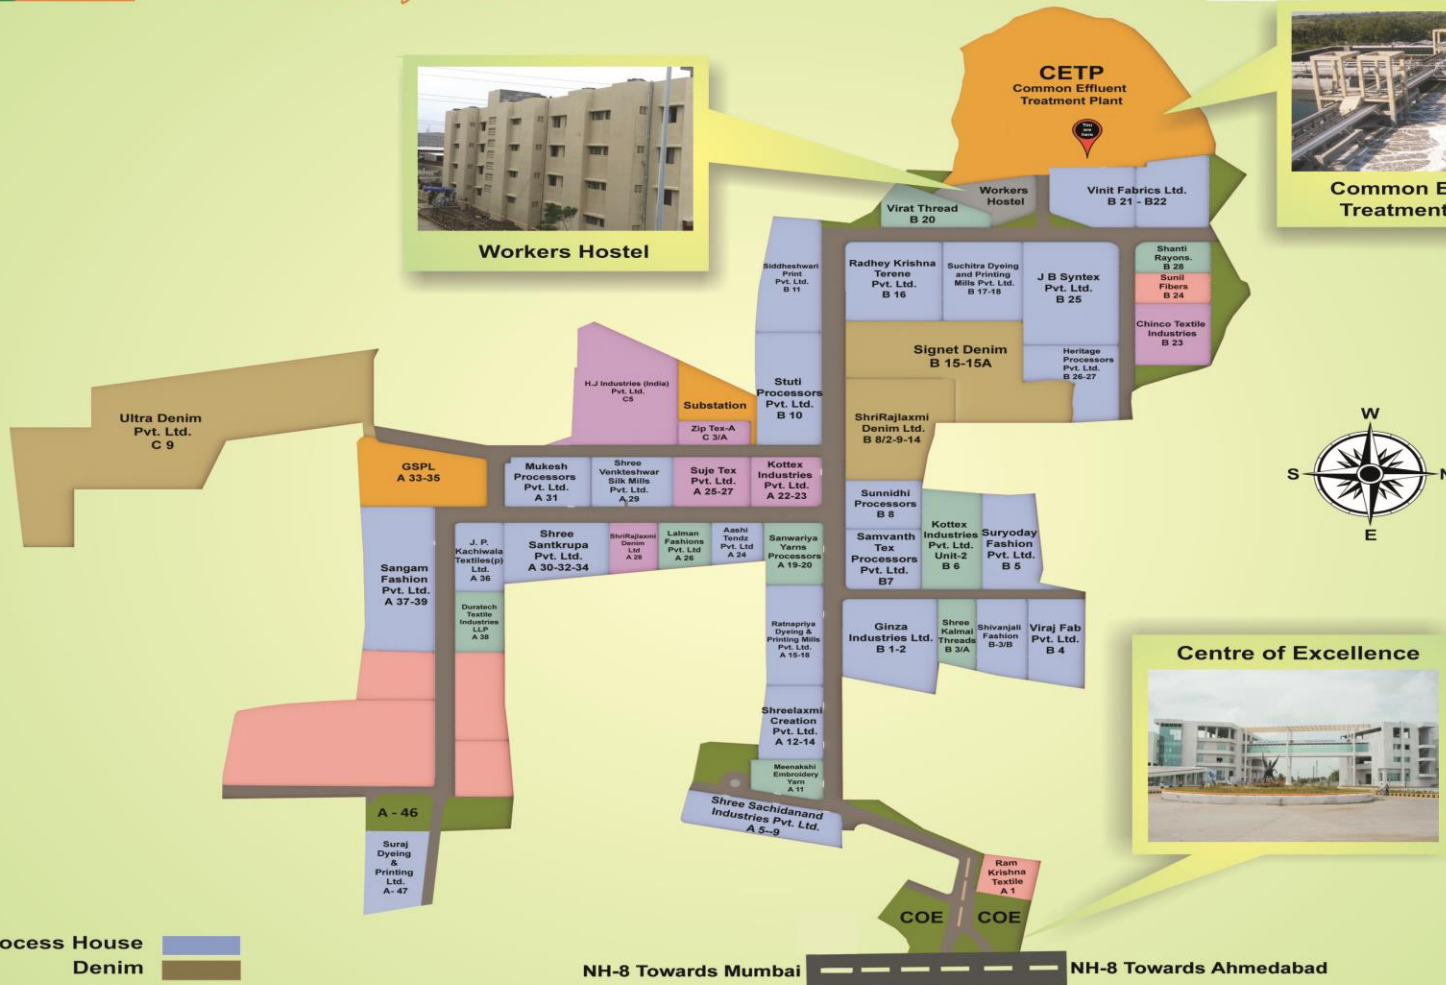 CETP
Common Effluent
Treatment Plant
You
are
here
Workers Hostel
Common E
Treatment
Workers
Hostel
Vinit Fabrics Ltd.
B 21 - B22
Virat Thread
B 20
Siddheshwari
Print
Pvt. Ltd.
B 11
Radhey Krishna
Terene
Pvt. Ltd.
B 16
Suchitra Dyeing
and Printing
Mills Pvt. Ltd.
B 17-18
J B Syntex
Pvt. Ltd.
B 25
Shanti
Rayons.
B 28
Sunil
Fibers
B 24
Chinco Textile
Industries
B 23
Signet Denim
B 15-15A
Heritage
Processors
Pvt. Ltd.
B 26-27
H.J Industries (India)
Pvt. Ltd.
C5
Substation
Zip Tex-A
C 3/A
Stuti
Processors
Pvt. Ltd.
B 10
ShriRajlaxmi
Denim Ltd.
B 8/2-9-14
Ultra Denim
Pvt. Ltd.
C 9
W
S
N
E
GSPL
A 33-35
Mukesh
Processors
Pvt. Ltd.
A 31
Shree
Venkteshwar
Silk Mills
Pvt. Ltd.
A 29
Suje Tex
Pvt. Ltd.
A 25-27
Kottex
Industries
Pvt. Ltd.
A 22-23
Sunnidhi
Processors
B 8
Samvanth
Tex
Processors
Pvt. Ltd.
B7
Kottex
Industries
Pvt. Ltd.
Unit-2
B 6
Suryoday
Fashion
Pvt. Ltd.
B 5
Sangam
Fashion
Pvt. Ltd.
A 37-39
J. P.
Kachiwala
Textiles(p)
Ltd.
A 36
Shree
Santkrupa
Pvt. Ltd.
A 30-32-34
ShriRajlaxmi
Denim
Ltd
A 28
Lalman
Fashions
Pvt. Ltd
A 26
Aashi
Tendz
Pvt. Ltd
A 24
Sanwariya
Yarns
Processors
A 19-20
Duratech
Textile
Industries
LLP
A 38
Ratnapriya
Dyeing &
Printing Mills
Pvt. Ltd.
A 15-18
Ginza
Industries Ltd.
B 1-2
Shree
Kalmai
Threads
B 3/A
Shivanjali
Fashion
B-3/B
Viraj Fab
Pvt. Ltd.
B 4
Centre of Excellence
Shreelaxmi
Creation
Pvt. Ltd.
A 12-14
Meenakshi
Embroidery
Yarn
A 11
Shree Sachidanand
Industries Pvt. Ltd.
A 5--9
A - 46
Suraj
Dyeing
&
Printing
Ltd.
A- 47
Ram
Krishna
Textile
A 1
COE
COE
ocess House
Denim
NH-8 Towards Mumbai
NH-8 Towards Ahmedabad